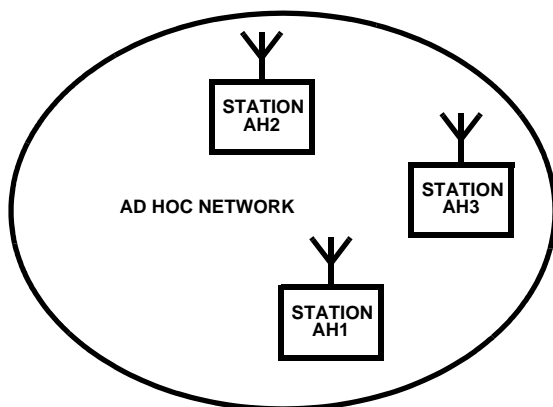 STATION
AH2
STATION
AH3
AD HOC NETWORK
STATION
AH1